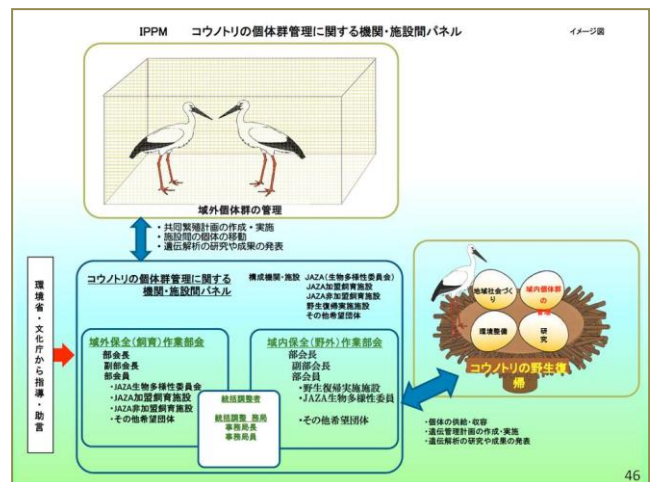 IPPM コウノトリの個体群管理に関する機関・施設間パネル
イメージ図
域外個体群の管理
・共同繁殖計画の作成・実施
・施設間の個体の移動
・遺伝解析の研究や成果の発表
環境省・文化庁から指導・助言
コウノトリの個体群管理に関する
機関・施設間パネル
構成機関・施設 JAZA(生物多様性委員会)
JAZA加盟飼育施設
JAZA非加盟飼育施設
野生復帰実施施設
その他希望団体
域外保全(飼育)作業部会
部会長
副部会長
部会員
・JAZA生物多様性委員会
・JAZA加盟飼育施設
・JAZA非加盟飼育施設
・その他希望団体
統括調整者
統括調整 務局
事務局長
事務局員
域内保全(野外)作業部会
部会長
副部会長
部会員
・野生復帰実施施設
・JAZA生物多様性委員
・その他希望団体
地域社会づく
り
域内個体群
の
環境整備
研
究
コウノトリの野生復
帰
・個体の供給・収容
・遺伝管理計画の作成・実施
・遺伝解析の研究や成果の発表
46